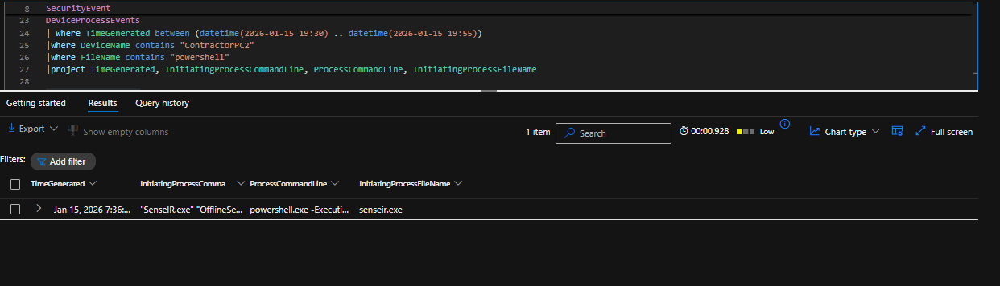 8 SecurityEvent
23 DeviceProcessEvents
24 | where TimeGenerated between (datetime(2026-01-15 19:30) .. datetime(2026-01-15 19:55))
25 |where DeviceName contains "ContractorPC2"
26 |where FileName contains "powershell"
27 |project TimeGenerated, InitiatingProcessCommandLine, ProcessCommandLine, InitiatingProcessFileName
28
Getting started Results Query history
Export Show empty columns 1 item Search 00:00.928 Low Chart type Full screen
Filters: Add filter
TimeGenerated InitiatingProcessComma... ProcessCommandLine InitiatingProcessFileName
Jan 15, 2026 7:36:... "SenseIR.exe" "OfflineSe... powershell.exe -Executi... senseir.exe